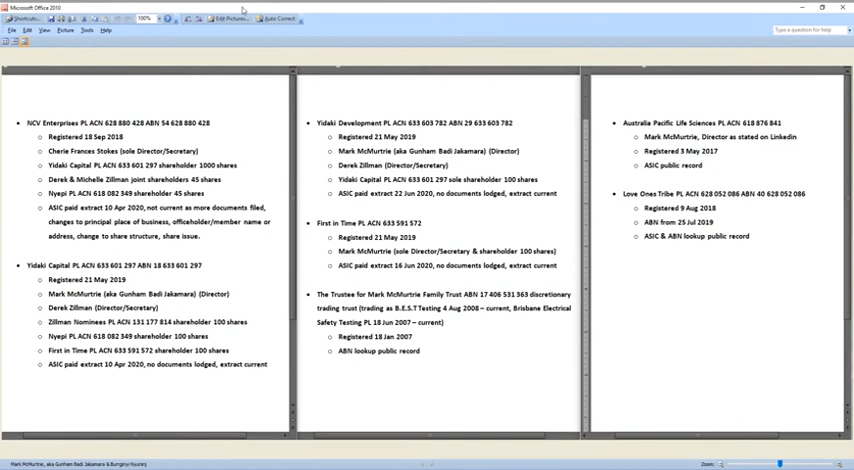 Microsoft Office 2010
Shortcuts...
100%
Edit Pictures...
Auto Correct
File Edit View Picture Tools Help
Type a question for help
• NCV Enterprises PL ACN 628 880 428 ABN 54 628 880 428
o Registered 18 Sep 2018
o Cherie Frances Stokes (sole Director/Secretary)
o Yidaki Capital PL ACN 633 601 297 shareholder 1000 shares
o Derek & Michelle Zillman joint shareholders 45 shares
o Nyepi PL ACN 618 082 349 shareholder 45 shares
o ASIC paid extract 10 Apr 2020, not current as more documents filed,
changes to principal place of business, officeholder/member name or
address, change to share structure, share issue.
• Yidaki Capital PL ACN 633 601 297 ABN 18 633 601 297
o Registered 21 May 2019
o Mark McMurtrie (aka Gunham Badi Jakamara) (Director)
o Derek Zillman (Director/Secretary)
o Zillman Nominees PL ACN 131 177 814 shareholder 100 shares
o Nyepi PL ACN 618 082 349 shareholder 100 shares
o First in Time PL ACN 633 591 572 shareholder 100 shares
o ASIC paid extract 10 Apr 2020, no documents lodged, extract current
• Yidaki Development PL ACN 633 603 782 ABN 29 633 603 782
o Registered 21 May 2019
o Mark McMurtrie (aka Gunham Badi Jakamara) (Director)
o Derek Zillman (Director/Secretary)
o Yidaki Capital PL ACN 633 601 297 sole shareholder 100 shares
o ASIC paid extract 22 Jun 2020, no documents lodged, extract current
• First in Time PL ACN 633 591 572
o Registered 21 May 2019
o Mark McMurtrie (sole Director/Secretary & shareholder 100 shares)
o ASIC paid extract 16 Jun 2020, no documents lodged, extract current
• The Trustee for Mark McMurtrie Family Trust ABN 17 406 531 363 discretionary
trading trust (trading as B.E.S.T Testing 4 Aug 2008 – current, Brisbane Electrical
Safety Testing PL 18 Jun 2007 – current)
o Registered 18 Jan 2007
o ABN lookup public record
• Australia Pacific Life Sciences PL ACN 618 876 841
o Mark McMurtrie, Director as stated on Linkedin
o Registered 3 May 2017
o ASIC public record
• Love Ones Tribe PL ACN 628 052 086 ABN 40 628 052 086
o Registered 9 Aug 2018
o ABN from 25 Jul 2019
o ASIC & ABN lookup public record
Mark McMurtrie, aka Gunham Badi Jakamara & Bunginyi Nyuninj
Zoom: